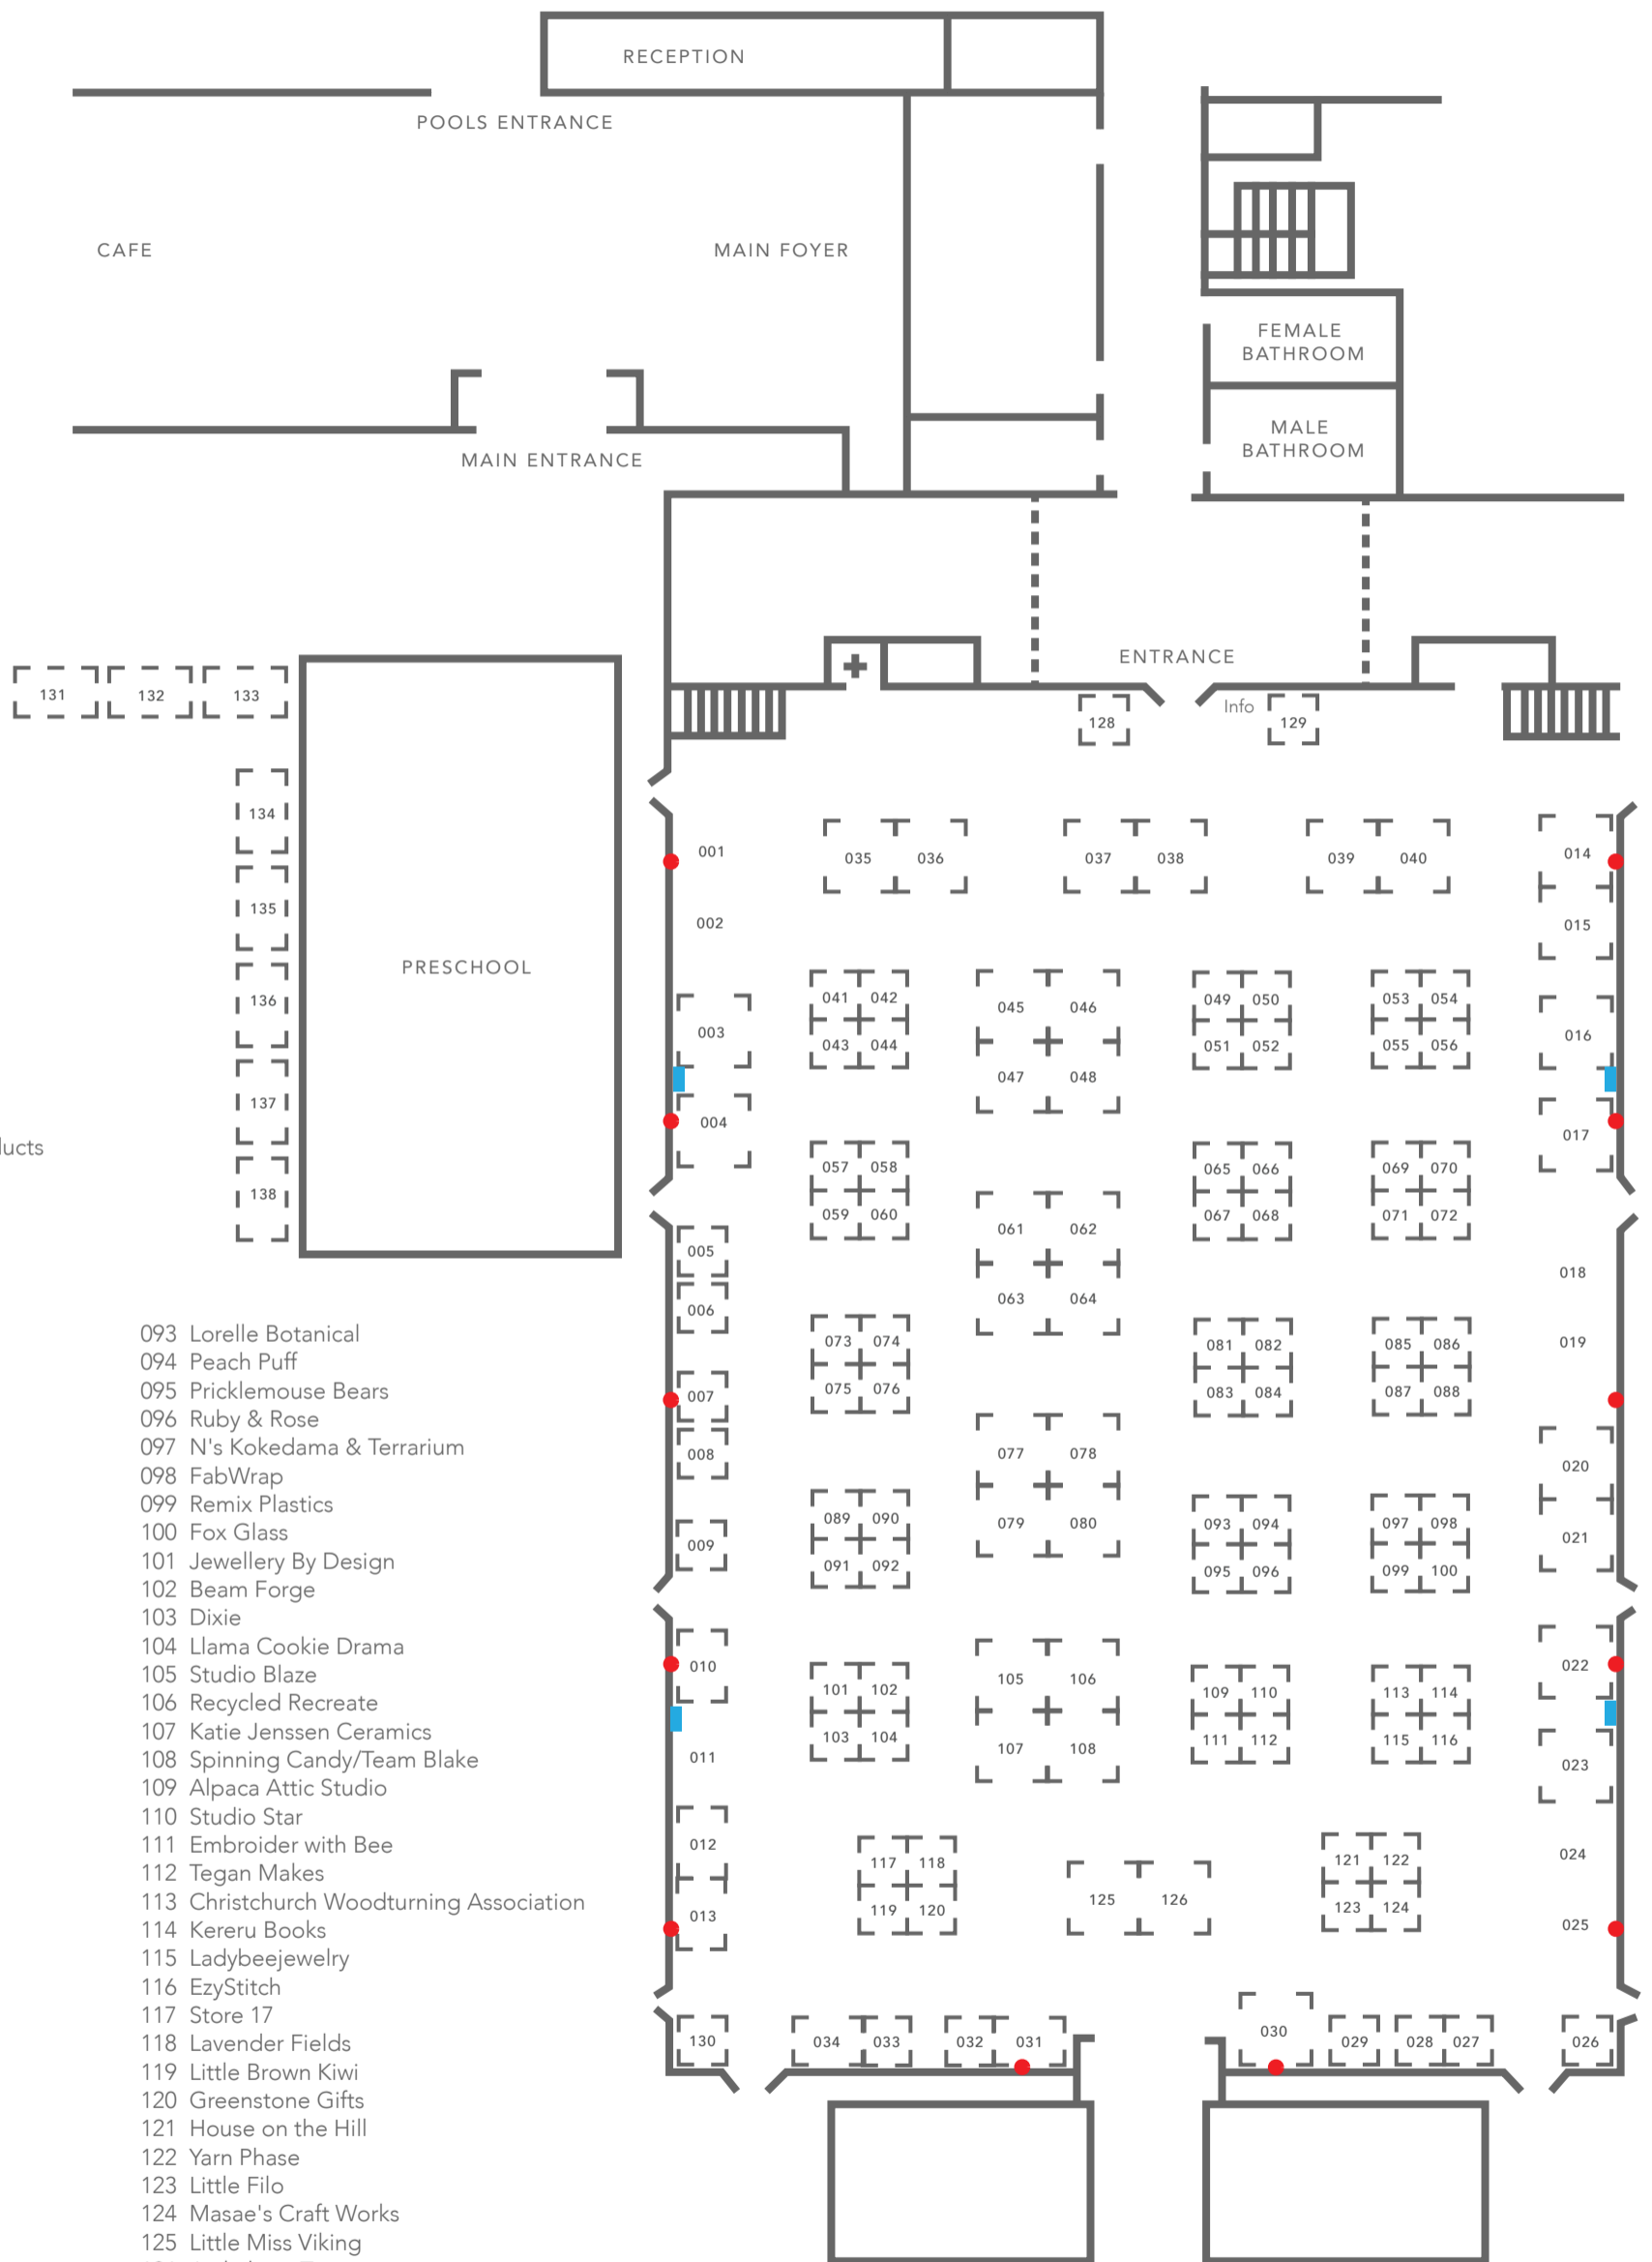 RECEPTION
POOLS ENTRANCE
CAFE
MAIN FOYER
FEMALE
BATHROOM
MALE
BATHROOM
MAIN ENTRANCE
ENTRANCE
131 132 133
Info
128 129
134
001 035 036 037 038 039 040 014
135 002 015
PRESCHOOL
136 041 042 045 046 049 050 053 054
003 043 044 051 052 055 056 016
047 048
137 004 017
ducts
138 057 058 065 066 069 070
059 060 061 062 067 068 071 072
005 018
006 063 064
073 074 081 082 085 086 019
007 075 076 083 084 087 088
008 077 078 020
089 090 079 080 093 094 097 098
009 091 092 095 096 099 100 021
010 101 102 105 106 109 110 113 114 022
011 103 104 107 108 111 112 115 116 023
012 117 118 121 122 024
013 119 120 125 126 123 124 025
130 034 033 032 031 030 029 028 027 026
093 Lorelle Botanical
094 Peach Puff
095 Pricklemouse Bears
096 Ruby & Rose
097 N's Kokedama & Terrarium
098 FabWrap
099 Remix Plastics
100 Fox Glass
101 Jewellery By Design
102 Beam Forge
103 Dixie
104 Llama Cookie Drama
105 Studio Blaze
106 Recycled Recreate
107 Katie Jenssen Ceramics
108 Spinning Candy/Team Blake
109 Alpaca Attic Studio
110 Studio Star
111 Embroider with Bee
112 Tegan Makes
113 Christchurch Woodturning Association
114 Kereru Books
115 Ladybeejewelry
116 EzyStitch
117 Store 17
118 Lavender Fields
119 Little Brown Kiwi
120 Greenstone Gifts
121 House on the Hill
122 Yarn Phase
123 Little Filo
124 Masae's Craft Works
125 Little Miss Viking